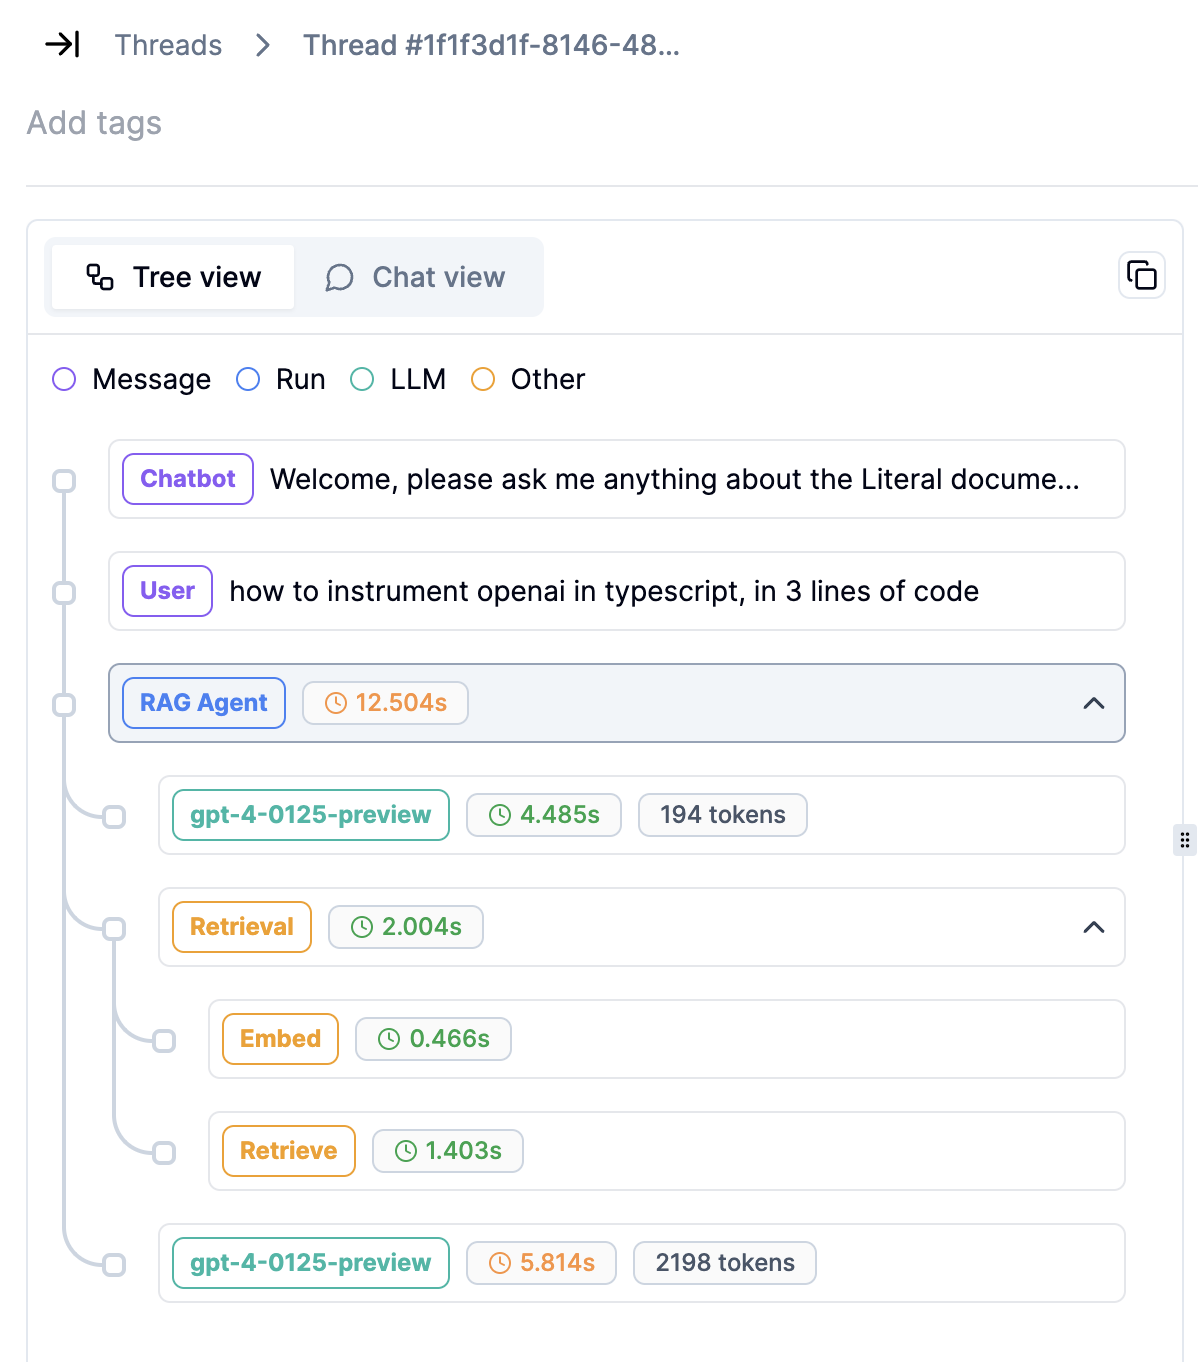 Threads > Thread #1f1f3d1f-8146-48...
Add tags
Tree view Chat view
Message Run LLM Other
Chatbot Welcome, please ask me anything about the Literal docume...
User how to instrument openai in typescript, in 3 lines of code
RAG Agent 12.504s
gpt-4-0125-preview 4.485s 194 tokens
Retrieval 2.004s
Embed 0.466s
Retrieve 1.403s
gpt-4-0125-preview 5.814s 2198 tokens